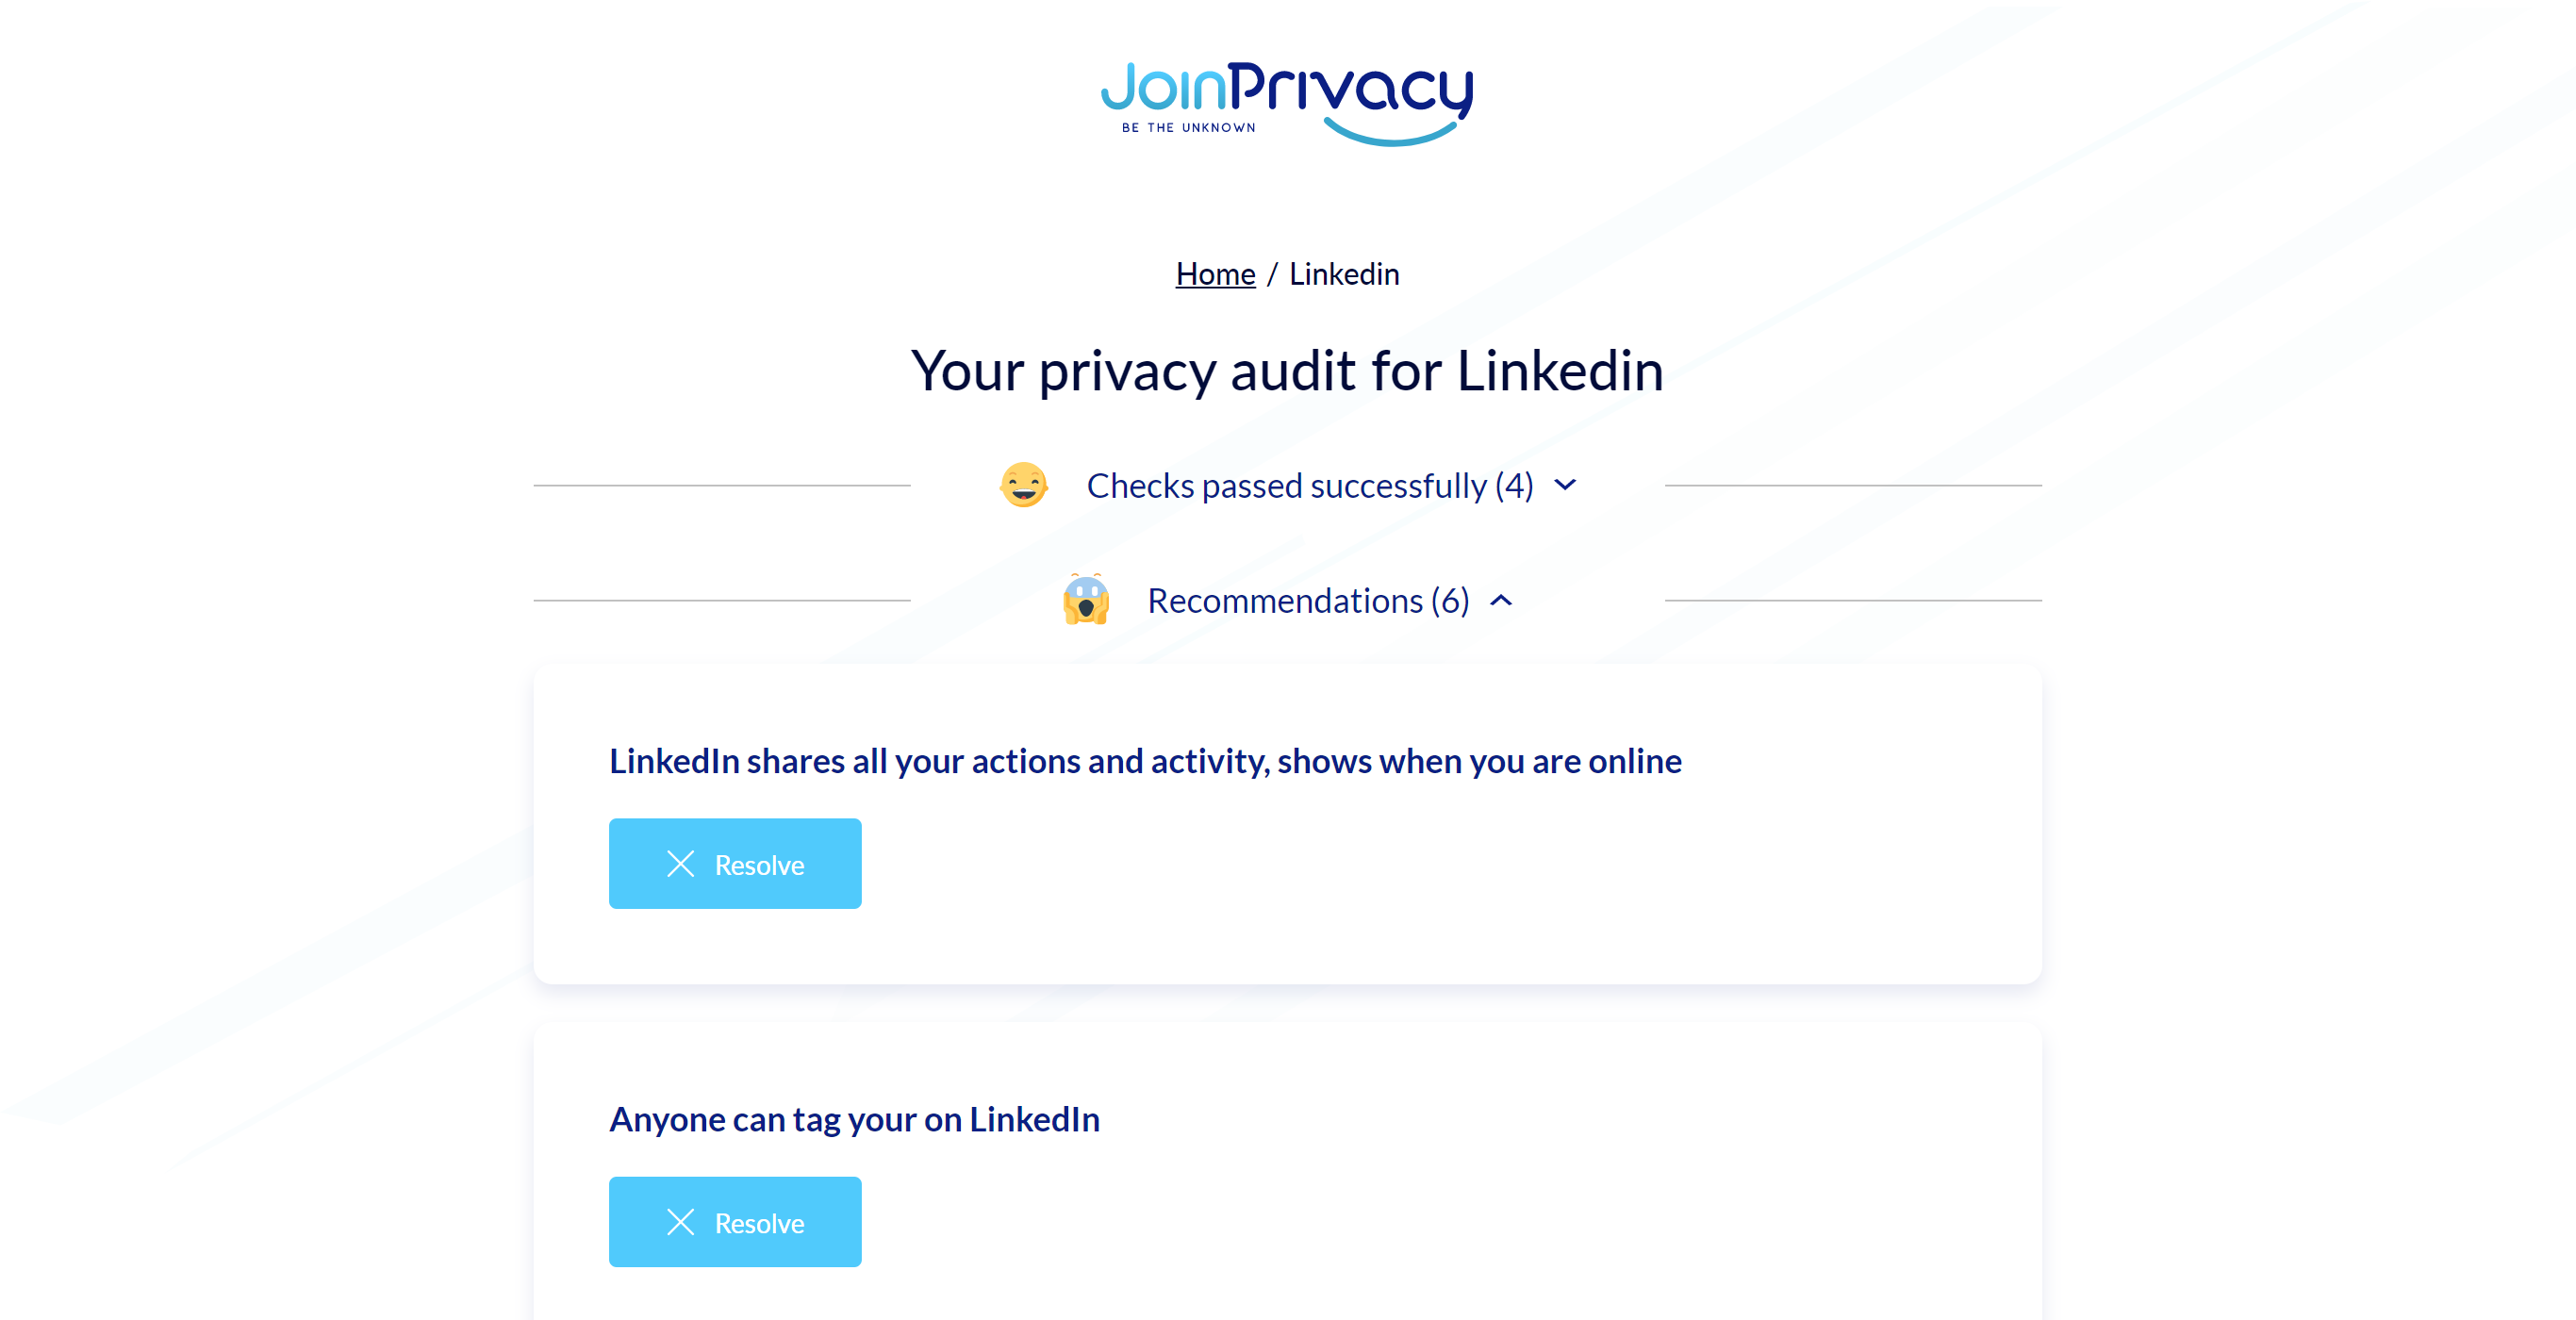 JoinPrivacy
BE THE UNKNOWN
Home / Linkedin
Your privacy audit for Linkedin
Checks passed successfully (4)
Recommendations (6)
LinkedIn shares all your actions and activity, shows when you are online
Resolve
Anyone can tag your on LinkedIn
Resolve